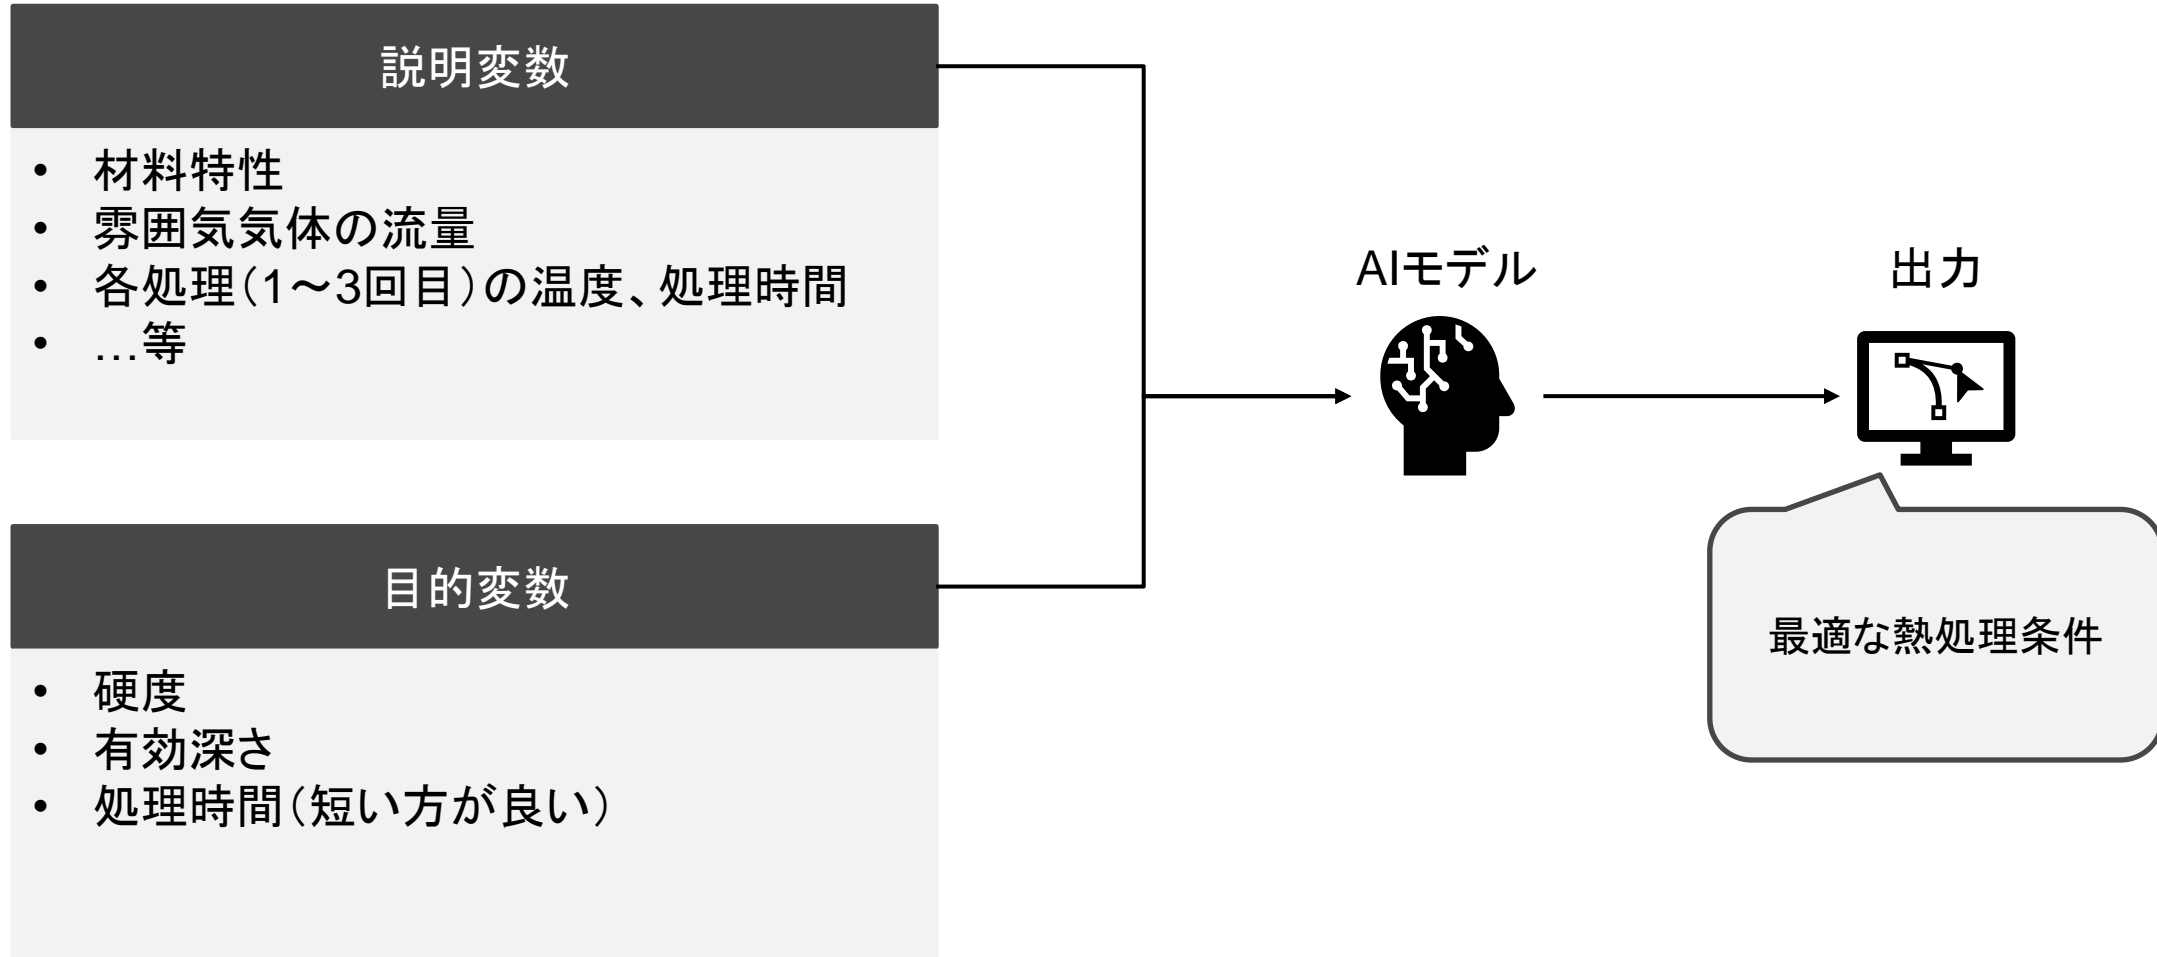 説明変数
• 材料特性
• 雰囲気気体の流量
• 各処理（1～3回目）の温度、処理時間
• …等
目的変数
• 硬度
• 有効深さ
• 処理時間（短い方が良い）
AIモデル
出力
最適な熱処理条件